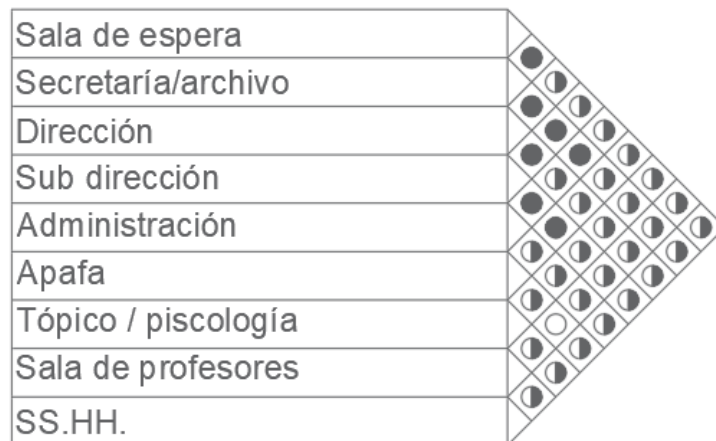 Sala de espera
Secretaría/archivo
Dirección
Sub dirección
Administración
Apafa
Tópico / piscología
Sala de profesores
SS.HH.